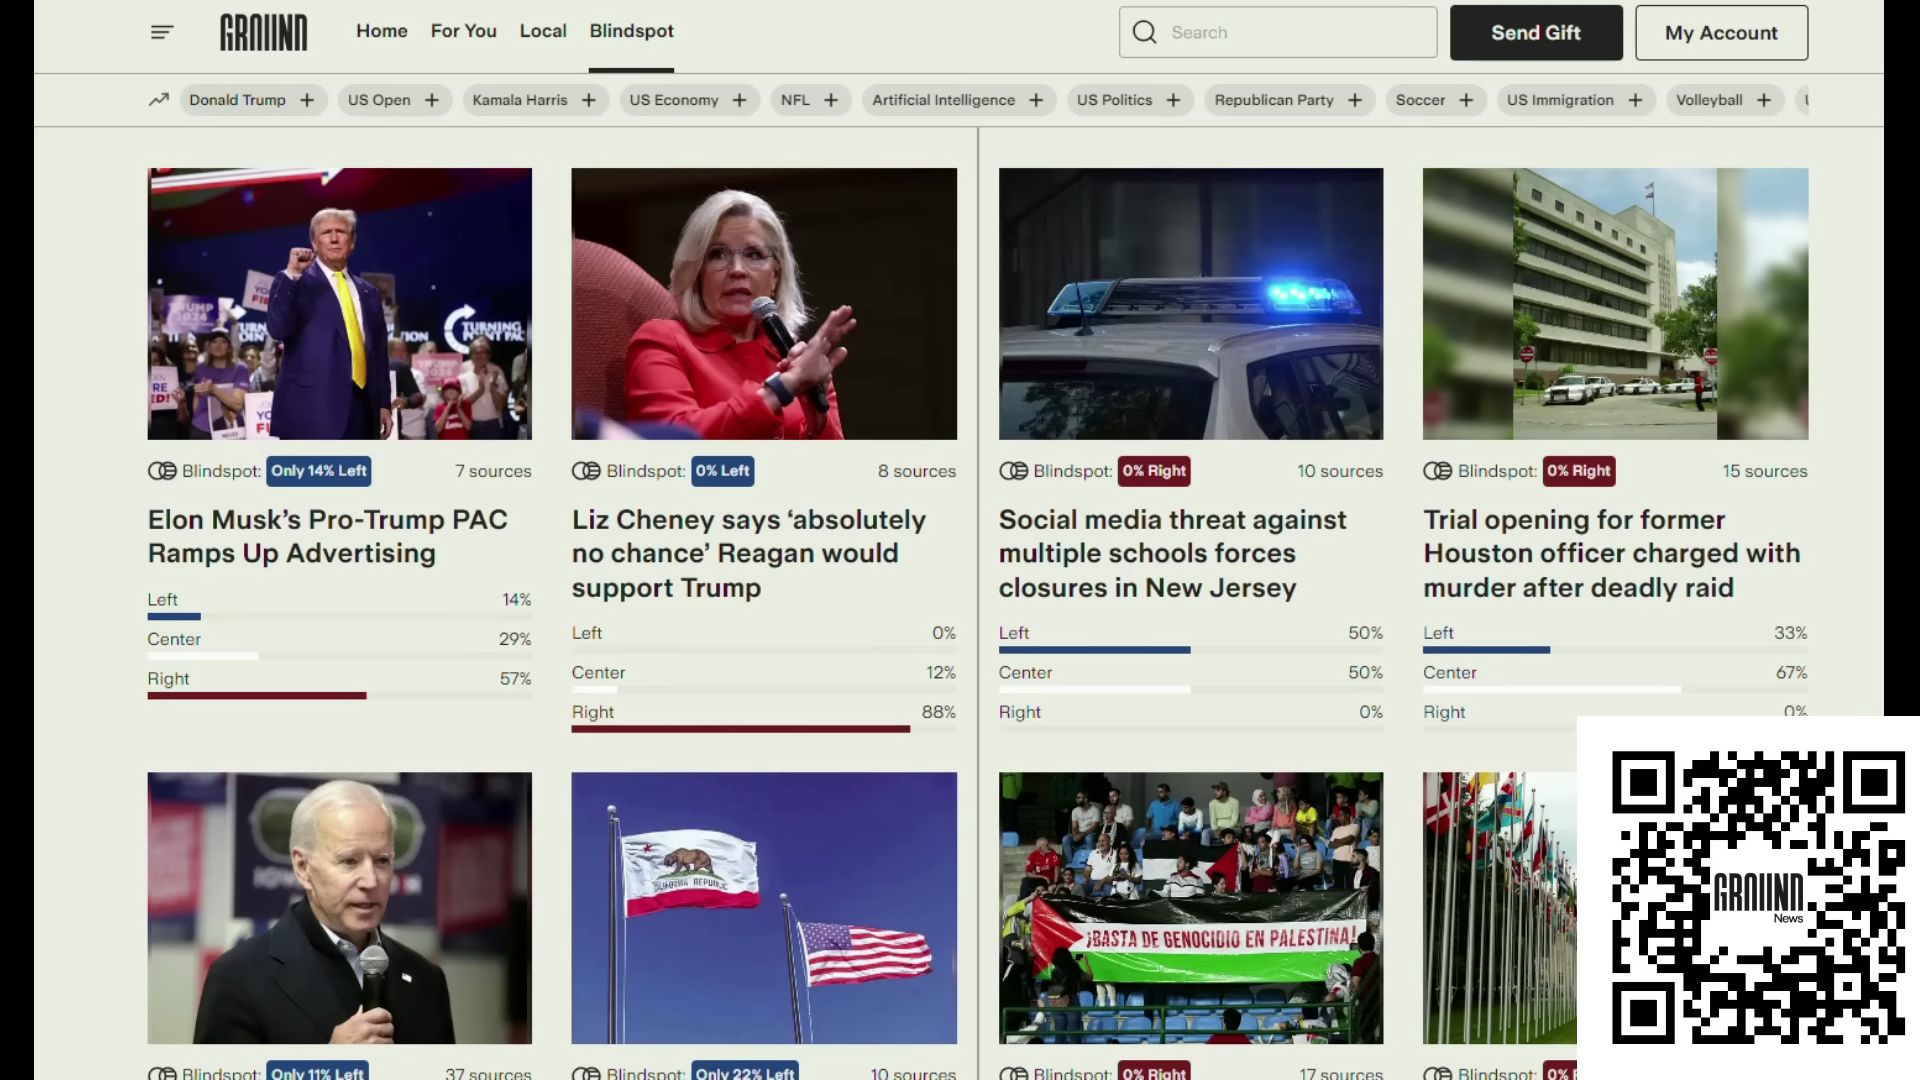 GROUND
Home
For You
Local
Blindspot
Search
Send Gift
My Account
Donald Trump +
US Open +
Kamala Harris +
US Economy +
NFL +
Artificial Intelligence +
US Politics +
Republican Party +
Soccer +
US Immigration +
Volleyball +
TURNING
POINT PAC
Blindspot: Only 14% Left
7 sources
Elon Musk’s Pro-Trump PAC
Ramps Up Advertising
Left 14%
Center 29%
Right 57%
Blindspot: 0% Left
8 sources
Liz Cheney says ‘absolutely
no chance’ Reagan would
support Trump
Left 0%
Center 12%
Right 88%
Blindspot: 0% Right
10 sources
Social media threat against
multiple schools forces
closures in New Jersey
Left 50%
Center 50%
Right 0%
Blindspot: 0% Right
15 sources
Trial opening for former
Houston officer charged with
murder after deadly raid
Left 33%
Center 67%
Right 0%
CALIFORNIA REPUBLIC
¡BASTA DE GENOCIDIO EN PALESTINA!
GROUND
News
Blindspot: Only 11% Left
37 sources
Blindspot: Only 22% Left
10 sources
Blindspot: 0% Right
17 sources
Blindspot: 0%